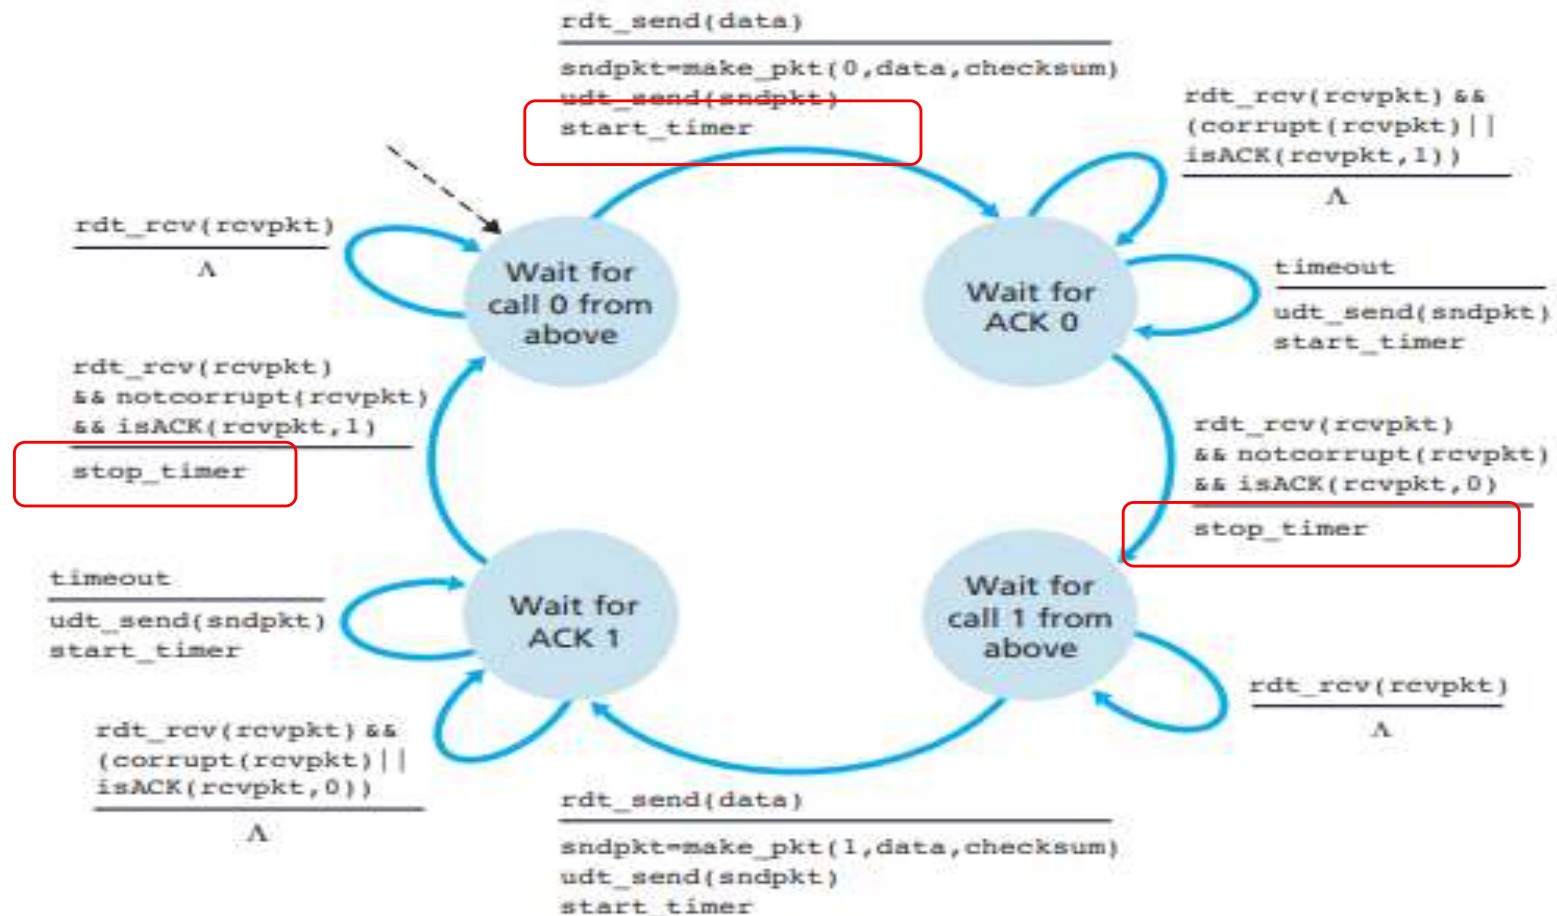 rdt_send(data)
sndpkt=make_pkt(0,data,checksum)
udt_send(sndpkt)
start_timer
rdt_rcv(rcvpkt) &&
(corrupt(rcvpkt)||
isACK(rcvpkt,1))
Λ
rdt_rcv(rcvpkt)
Λ
Wait for
call 0 from
above
Wait for
ACK 0
timeout
udt_send(sndpkt)
start_timer
rdt_rcv(rcvpkt)
&& notcorrupt(rcvpkt)
&& isACK(rcvpkt,1)
stop_timer
rdt_rcv(rcvpkt)
&& notcorrupt(rcvpkt)
&& isACK(rcvpkt,0)
stop_timer
timeout
udt_send(sndpkt)
start_timer
Wait for
ACK 1
Wait for
call 1 from
above
rdt_rcv(rcvpkt)
Λ
rdt_rcv(rcvpkt) &&
(corrupt(rcvpkt)||
isACK(rcvpkt,0))
Λ
rdt_send(data)
sndpkt=make_pkt(1,data,checksum)
udt_send(sndpkt)
start_timer